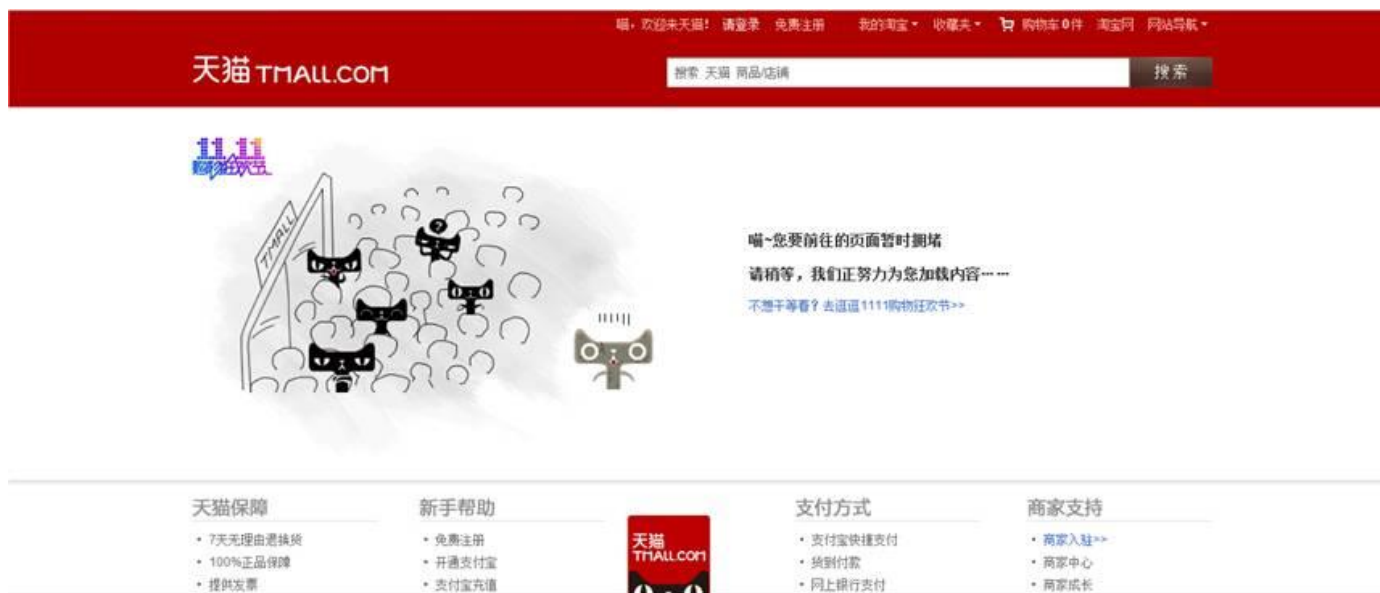 喵,欢迎来天猫! 请登录 免费注册 我的淘宝 收藏夹 购物车0件 淘宝网 网站导航
天猫 TMALL.COM
搜索 天猫 商品/店铺
搜索
11.11
购物狂欢节
TMALL
?
喵~您要前往的页面暂时拥堵
请稍等，我们正努力为您加载内容……
不想干等着？去逛逛1111购物狂欢节>>
天猫保障
• 7天无理由退换货
• 100%正品保障
• 提供发票
新手帮助
• 免费注册
• 开通支付宝
• 支付宝充值
天猫
TMALL.COM
支付方式
• 支付宝快捷支付
• 货到付款
• 网上银行支付
商家支持
• 商家入驻>>
• 商家中心
• 商家成长